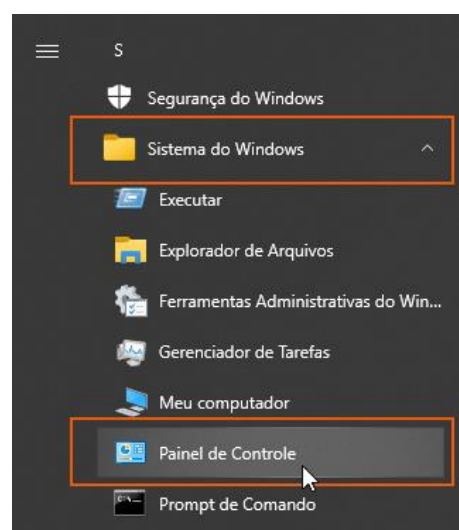 S
Segurança do Windows
Sistema do Windows
Executar
Explorador de Arquivos
Ferramentas Administrativas do Win...
Gerenciador de Tarefas
Meu computador
Painel de Controle
Prompt de Comando